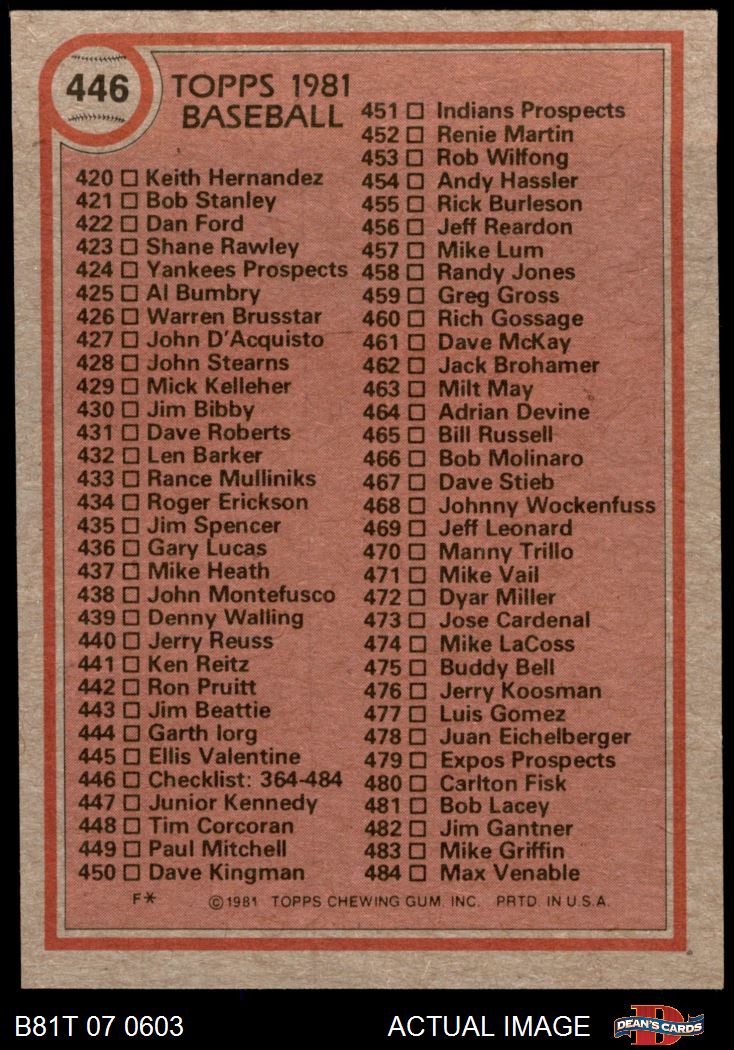 446
TOPPS 1981
BASEBALL
420 □ Keith Hernandez
421 □ Bob Stanley
422 □ Dan Ford
423 □ Shane Rawley
424 □ Yankees Prospects
425 □ Al Bumbry
426 □ Warren Brusstar
427 □ John D'Acquisto
428 □ John Stearns
429 □ Mick Kelleher
430 □ Jim Bibby
431 □ Dave Roberts
432 □ Len Barker
433 □ Rance Mulliniks
434 □ Roger Erickson
435 □ Jim Spencer
436 □ Gary Lucas
437 □ Mike Heath
438 □ John Montefusco
439 □ Denny Walling
440 □ Jerry Reuss
441 □ Ken Reitz
442 □ Ron Pruitt
443 □ Jim Beattie
444 □ Garth Iorg
445 □ Ellis Valentine
446 □ Checklist: 364-484
447 □ Junior Kennedy
448 □ Tim Corcoran
449 □ Paul Mitchell
450 □ Dave Kingman
451 □ Indians Prospects
452 □ Renie Martin
453 □ Rob Wilfong
454 □ Andy Hassler
455 □ Rick Burleson
456 □ Jeff Reardon
457 □ Mike Lum
458 □ Randy Jones
459 □ Greg Gross
460 □ Rich Gossage
461 □ Dave McKay
462 □ Jack Brohamer
463 □ Milt May
464 □ Adrian Devine
465 □ Bill Russell
466 □ Bob Molinaro
467 □ Dave Stieb
468 □ Johnny Wockenfuss
469 □ Jeff Leonard
470 □ Manny Trillo
471 □ Mike Vail
472 □ Dyar Miller
473 □ Jose Cardenal
474 □ Mike LaCoss
475 □ Buddy Bell
476 □ Jerry Koosman
477 □ Luis Gomez
478 □ Juan Eichelberger
479 □ Expos Prospects
480 □ Carlton Fisk
481 □ Bob Lacey
482 □ Jim Gantner
483 □ Mike Griffin
484 □ Max Venable
F* © 1981 TOPPS CHEWING GUM, INC. PRTD. IN U.S.A.
B81T 07 0603 ACTUAL IMAGE
D
DEAN'S CARDS